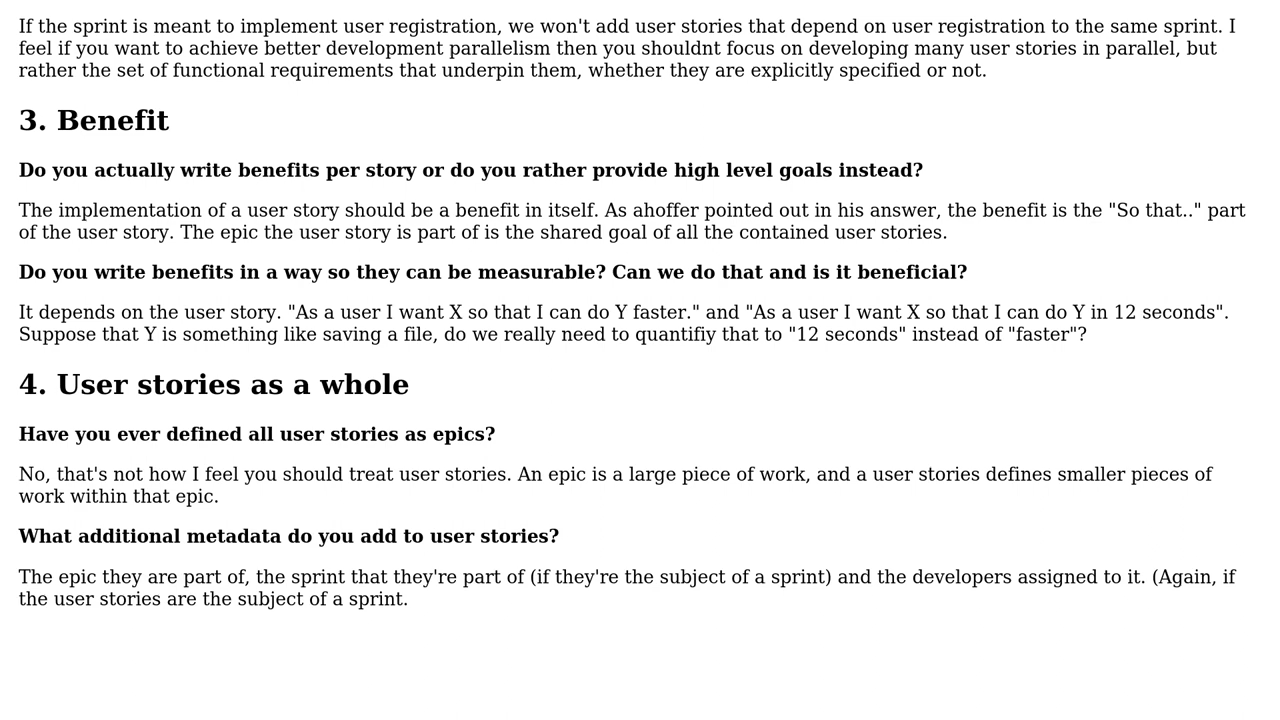 If the sprint is meant to implement user registration, we won't add user stories that depend on user registration to the same sprint. I
feel if you want to achieve better development parallelism then you shouldnt focus on developing many user stories in parallel, but
rather the set of functional requirements that underpin them, whether they are explicitly specified or not.
3. Benefit
Do you actually write benefits per story or do you rather provide high level goals instead?
The implementation of a user story should be a benefit in itself. As ahoffer pointed out in his answer, the benefit is the "So that.." part
of the user story. The epic the user story is part of is the shared goal of all the contained user stories.
Do you write benefits in a way so they can be measurable? Can we do that and is it beneficial?
It depends on the user story. "As a user I want X so that I can do Y faster." and "As a user I want X so that I can do Y in 12 seconds".
Suppose that Y is something like saving a file, do we really need to quantifiy that to "12 seconds" instead of "faster"?
4. User stories as a whole
Have you ever defined all user stories as epics?
No, that's not how I feel you should treat user stories. An epic is a large piece of work, and a user stories defines smaller pieces of
work within that epic.
What additional metadata do you add to user stories?
The epic they are part of, the sprint that they're part of (if they're the subject of a sprint) and the developers assigned to it. (Again, if
the user stories are the subject of a sprint.